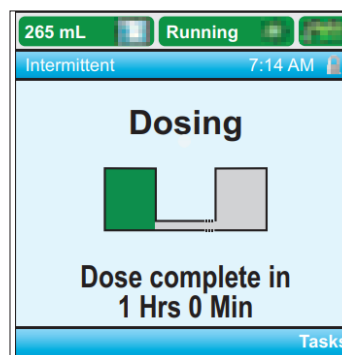 265 mL Running
Intermittent 7:14 AM
Dosing
Dose complete in
1 Hrs 0 Min
Tasks